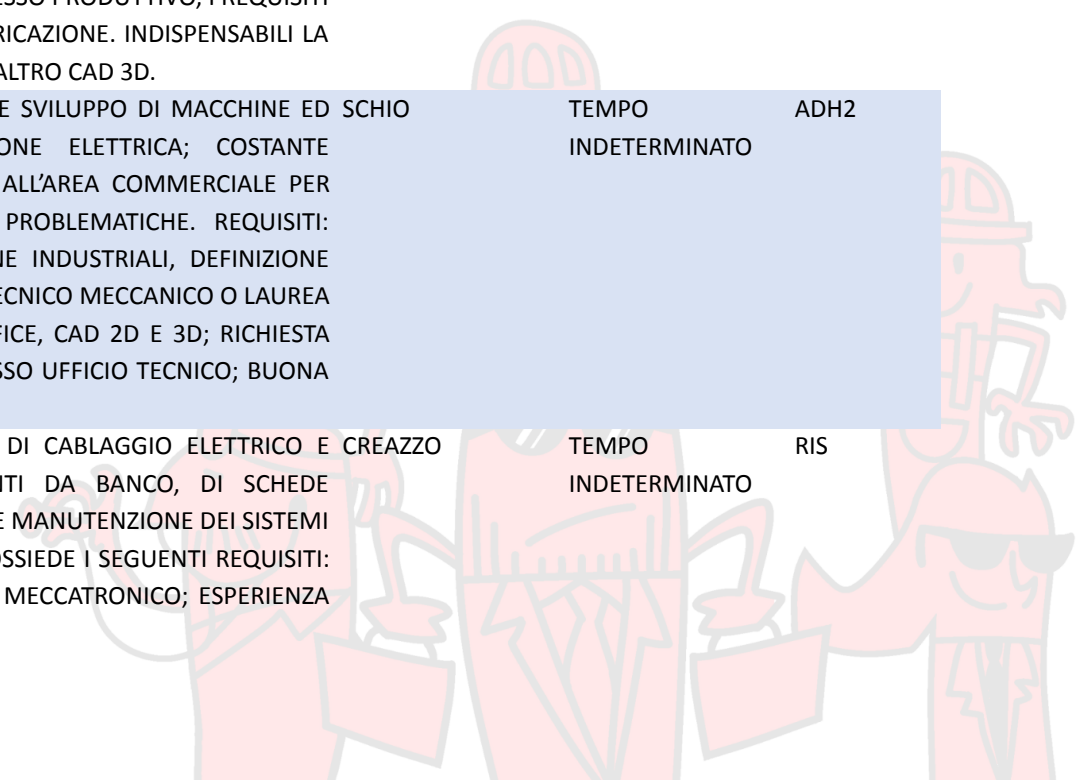 ESSO PRODUTTIVO, I REQUISITI
RICAZIONE. INDISPENSABILI LA
ALTRO CAD 3D.
E SVILUPPO DI MACCHINE ED SCHIO TEMPO ADH2
ONE ELETTRICA; COSTANTE INDETERMINATO
ALL'AREA COMMERCIALE PER
PROBLEMATICHE. REQUISITI:
NE INDUSTRIALI, DEFINIZIONE
ECNICO MECCANICO O LAUREA
FICE, CAD 2D E 3D; RICHIESTA
SSO UFFICIO TECNICO; BUONA
DI CABLAGGIO ELETTRICO E CREAZZO TEMPO RIS
NTI DA BANCO, DI SCHEDE INDETERMINATO
E MANUTENZIONE DEI SISTEMI
OSSIEDE I SEGUENTI REQUISITI:
MECCATRONICO; ESPERIENZA